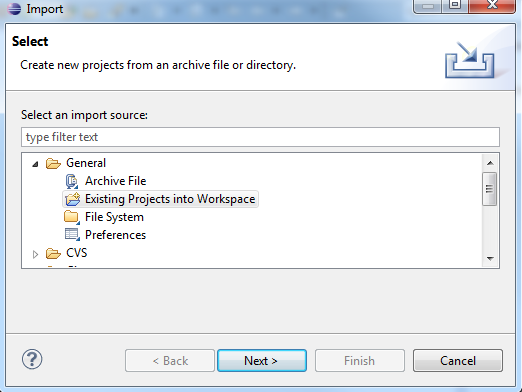 Import
Select
Create new projects from an archive file or directory.
Select an import source:
type filter text
General
Archive File
Existing Projects into Workspace
File System
Preferences
CVS
?
< Back
Next >
Finish
Cancel